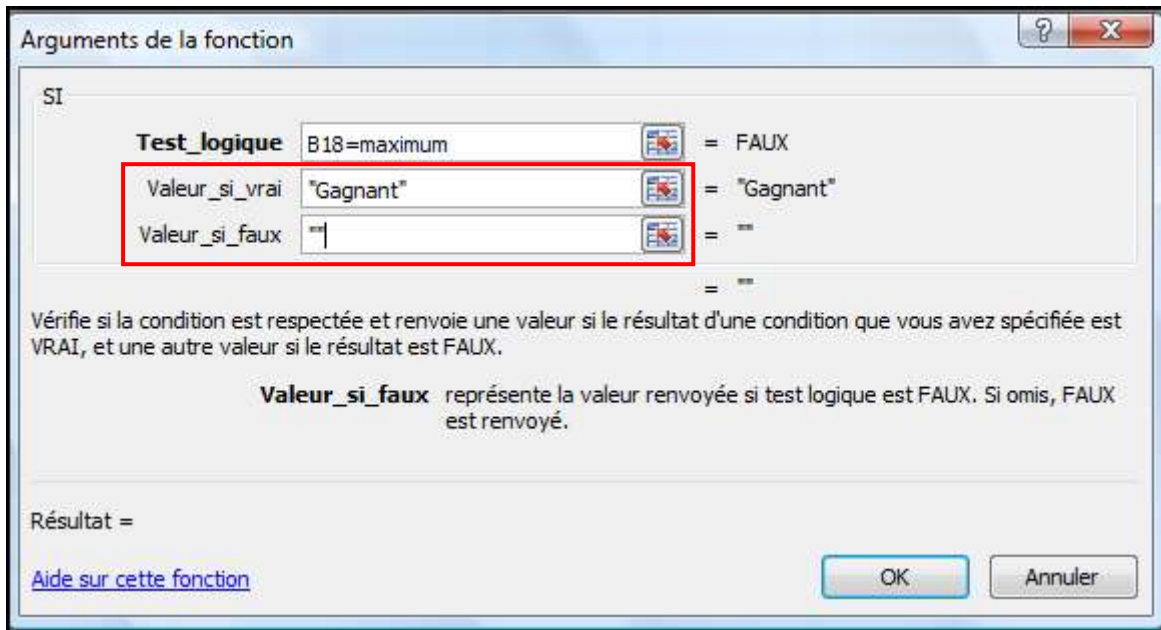 Arguments de la fonction
SI
Test_logique B18=maximum = FAUX
Valeur_si_vrai "Gagnant" = "Gagnant"
Valeur_si_faux "" = ""
= ""
Vérifie si la condition est respectée et renvoie une valeur si le résultat d'une condition que vous avez spécifiée est
VRAI, et une autre valeur si le résultat est FAUX.
Valeur_si_faux représente la valeur renvoyée si test logique est FAUX. Si omis, FAUX
est renvoyé.
Résultat =
Aide sur cette fonction OK Annuler